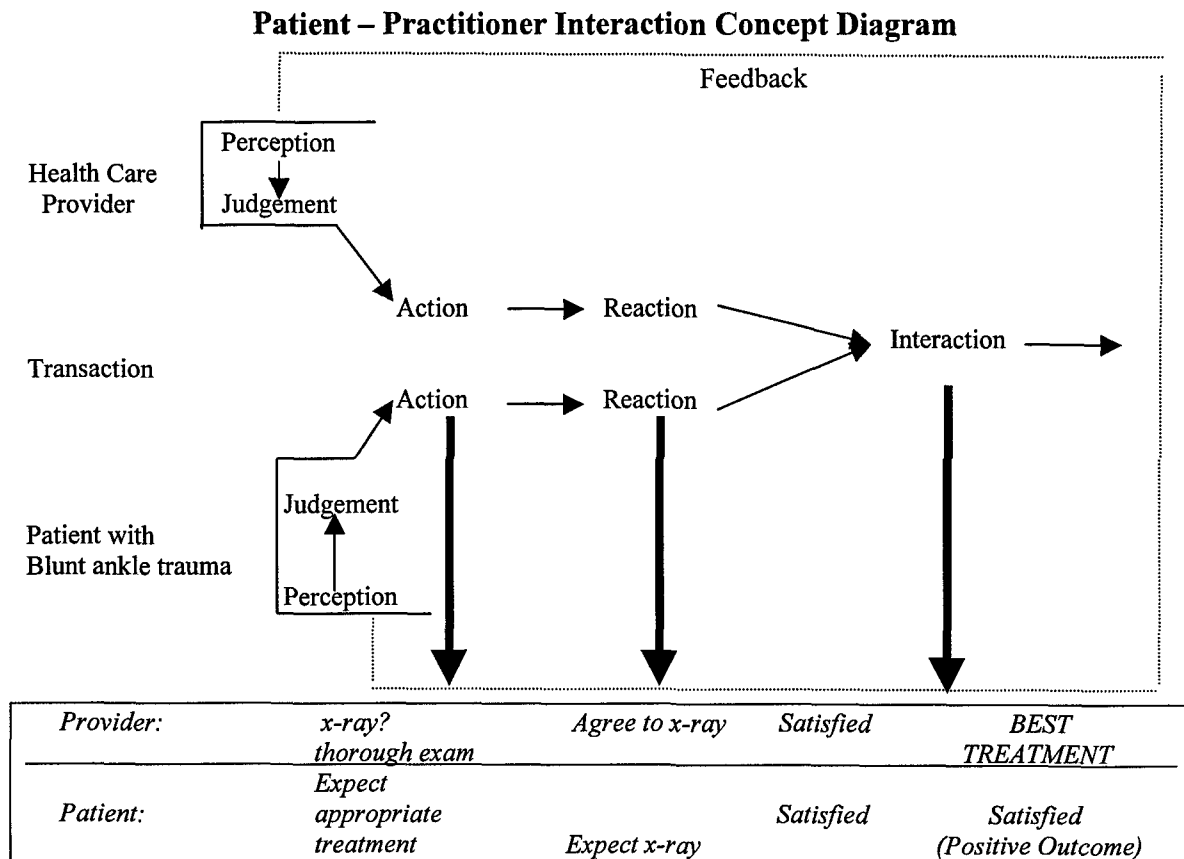 Patient – Practitioner Interaction Concept Diagram
Feedback
Perception
Health Care
Provider
Judgement
Action
Reaction
Interaction
Transaction
Action
Reaction
Judgement
Patient with
Blunt ankle trauma
Perception
Provider: x-ray? Agree to x-ray Satisfied BEST
thorough exam TREATMENT
Expect
Patient: appropriate Satisfied Satisfied
treatment Expect x-ray (Positive Outcome)